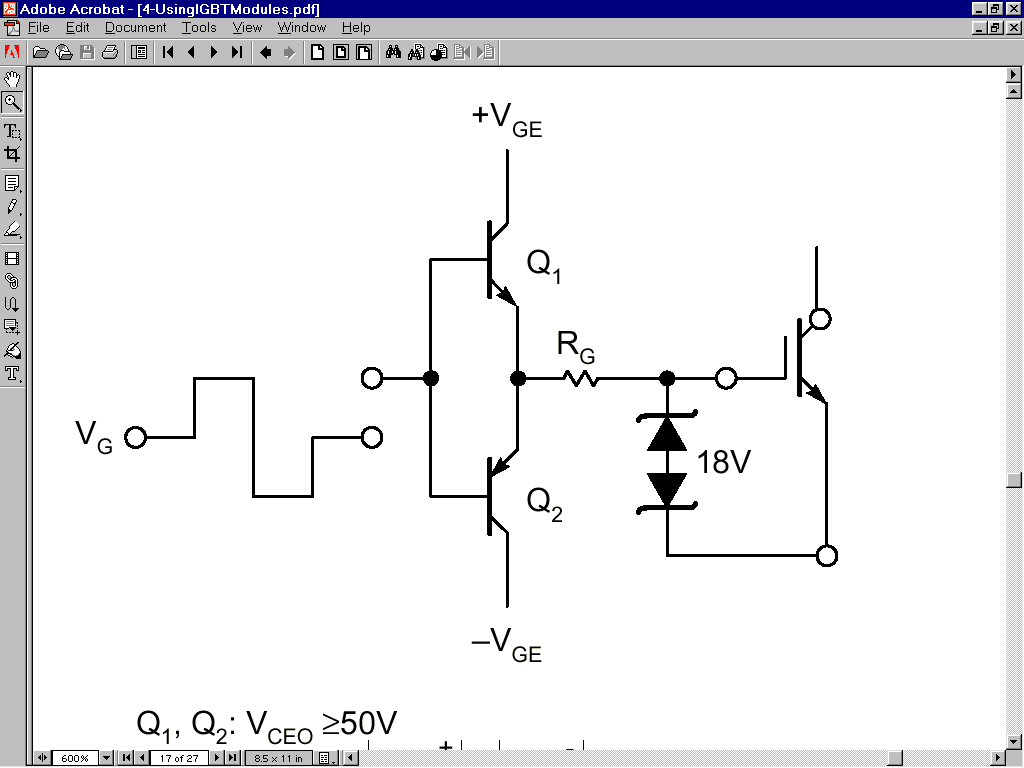 Adobe Acrobat - [4-UsingIGBTModules.pdf]
File Edit Document Tools View Window Help
+VGE
Q1
RG
VG
18V
Q2
–VGE
Q1, Q2: VCEO ≥50V
600% 17 of 27 8.5 x 11 in